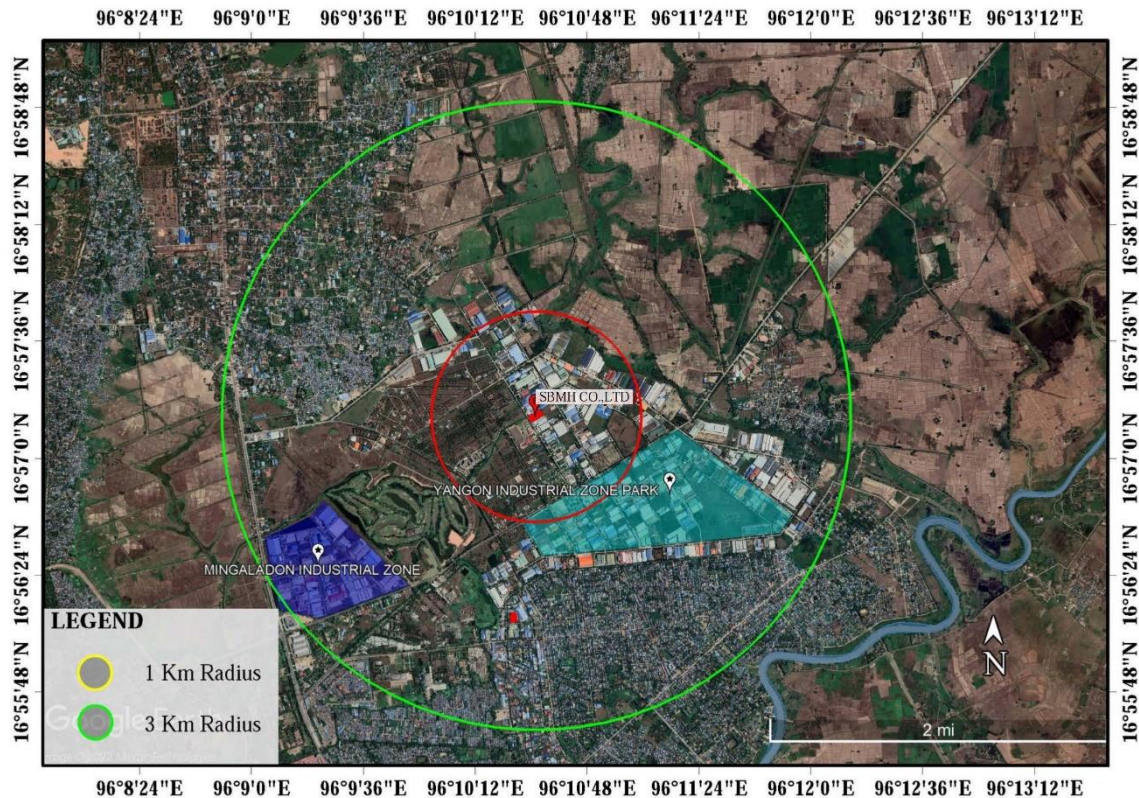 96°8'24"E 96°9'0"E 96°9'36"E 96°10'12"E 96°10'48"E 96°11'24"E 96°12'0"E 96°12'36"E 96°13'12"E
16°58'48"N
16°58'12"N
16°57'36"N
16°57'0"N
16°56'24"N
16°55'48"N
SBMH CO.,LTD
YANGON INDUSTRIAL ZONE PARK
MINGALADON INDUSTRIAL ZONE
LEGEND
1 Km Radius
3 Km Radius
N
2 mi
16°58'48"N
16°58'12"N
16°57'36"N
16°57'0"N
16°56'24"N
16°55'48"N
96°8'24"E 96°9'0"E 96°9'36"E 96°10'12"E 96°10'48"E 96°11'24"E 96°12'0"E 96°12'36"E 96°13'12"E